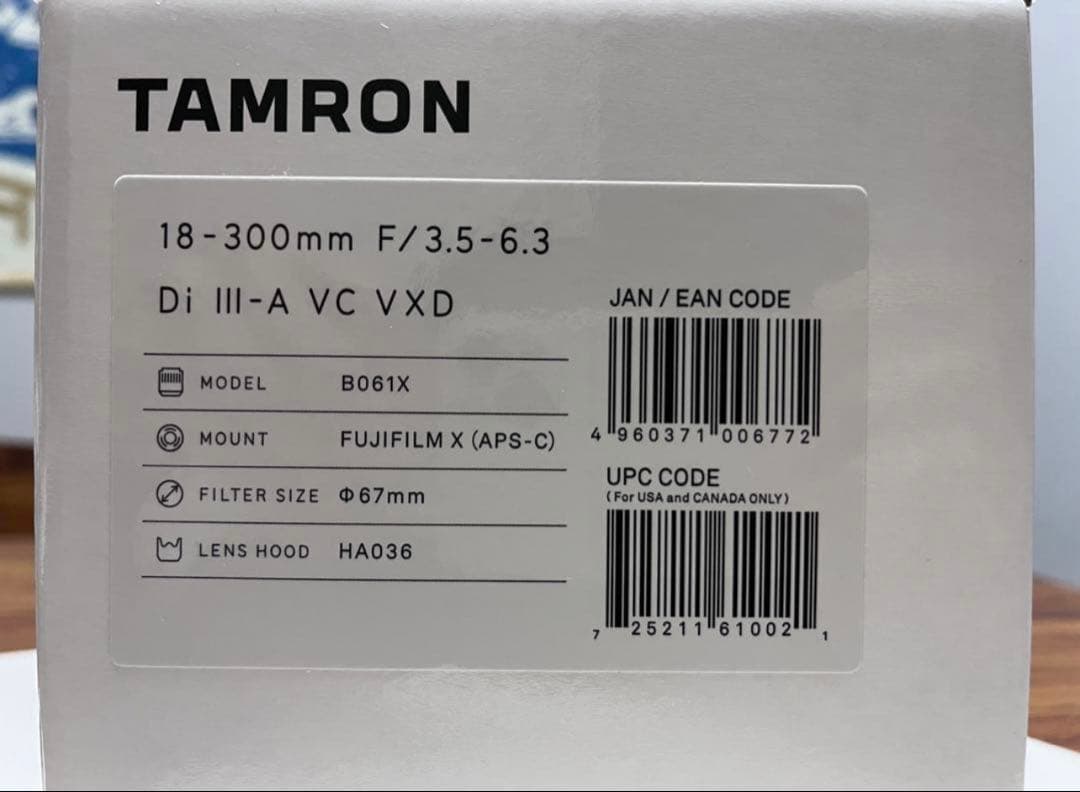 TAMRON
18-300mm F/3.5-6.3
Di III-A VC VXD
MODEL B061X
MOUNT FUJIFILM X (APS-C)
FILTER SIZE Φ67mm
LENS HOOD HA036
JAN / EAN CODE
4 960371 006772
UPC CODE
(For USA and CANADA ONLY)
7 25211 61002 1